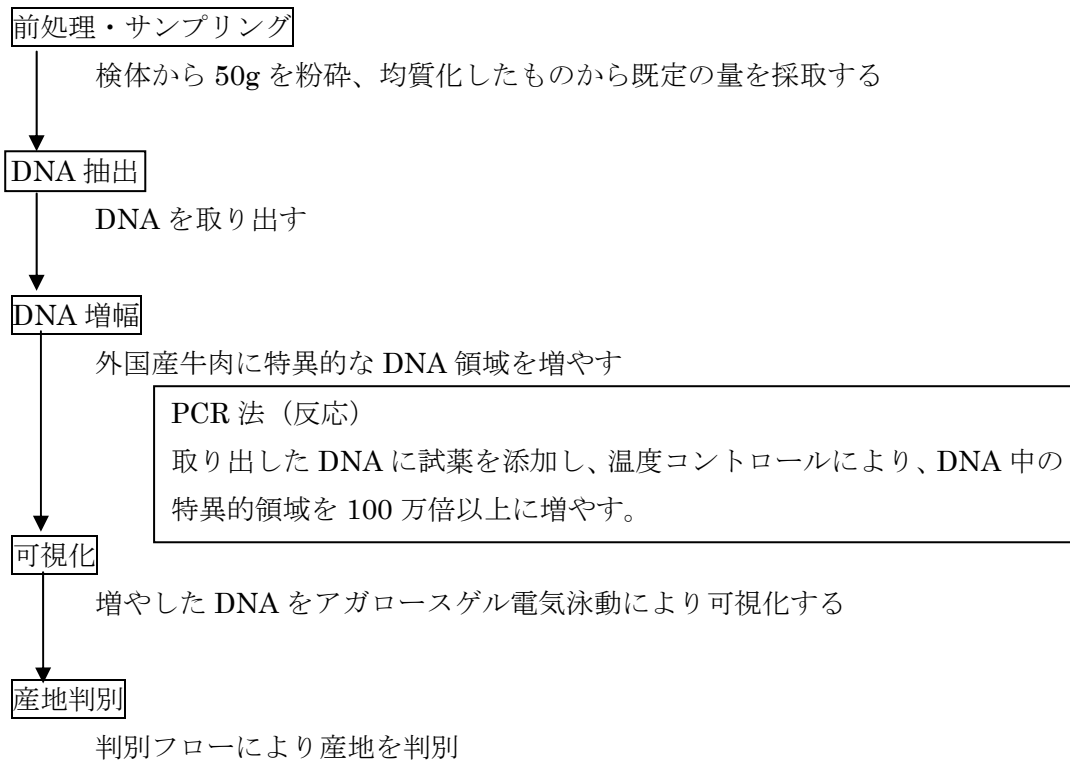 前処理・サンプリング
検体から 50g を粉砕、均質化したものから既定の量を採取する
DNA 抽出
DNA を取り出す
DNA 増幅
外国産牛肉に特異的な DNA 領域を増やす
PCR 法（反応）
取り出した DNA に試薬を添加し、温度コントロールにより、DNA 中の
特異的領域を 100 万倍以上に増やす。
可視化
増やした DNA をアガロースゲル電気泳動により可視化する
産地判別
判別フローにより産地を判別